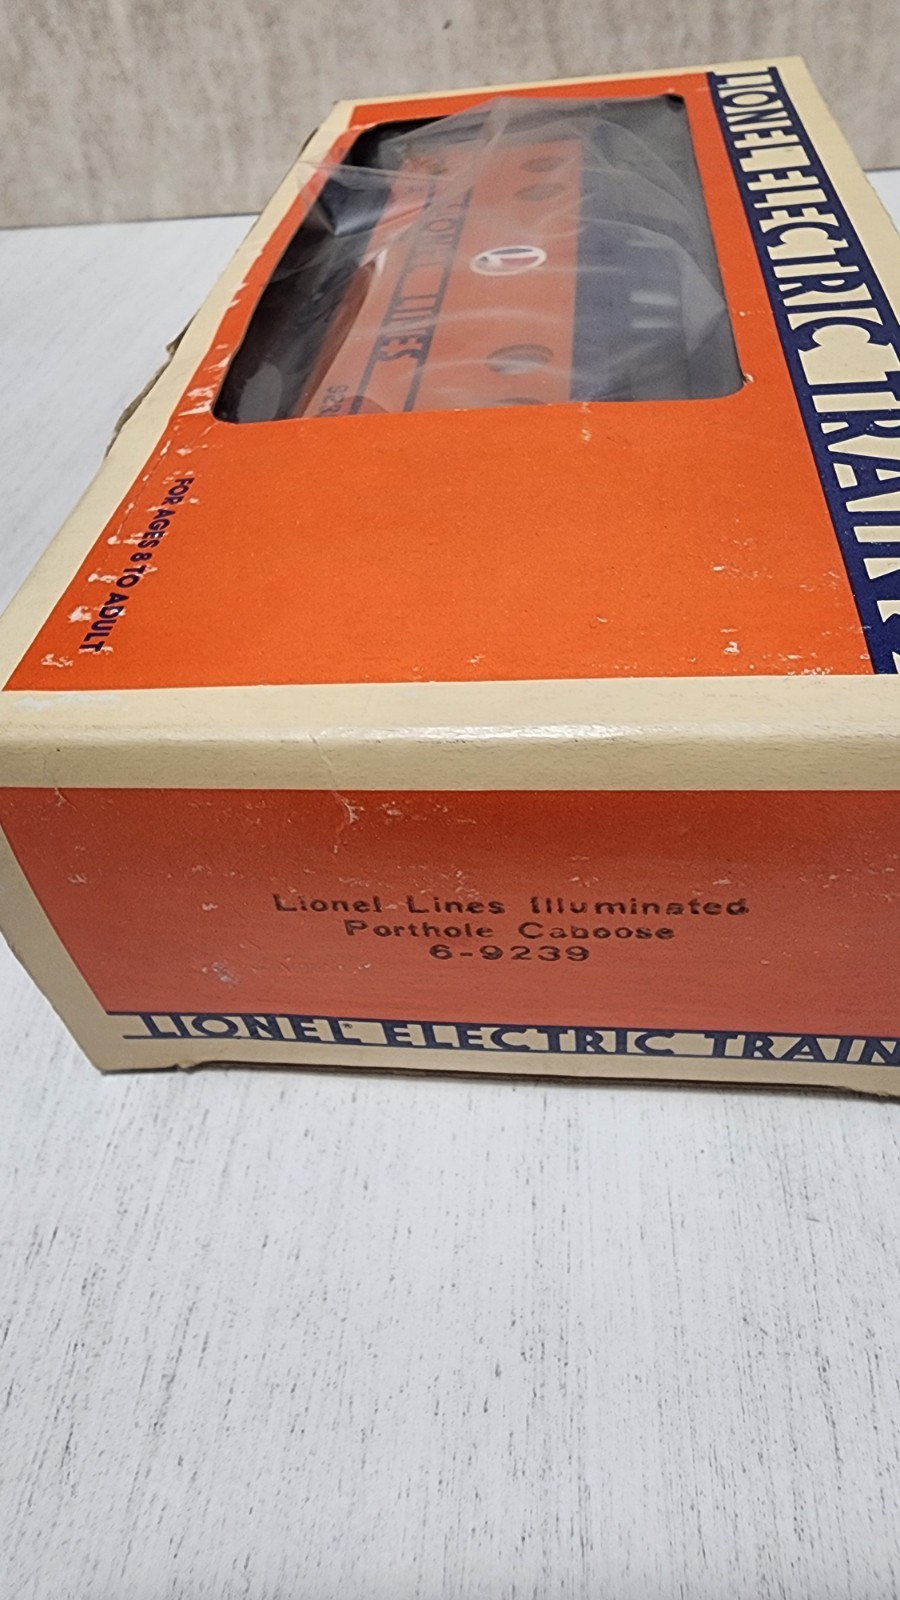 LIONEL ELECTRIC TRAIN
LIONEL LINES
L
FOR AGES 8 TO ADULT
Lionel Lines Illuminated
Porthole Caboose
6-9239
LIONEL ELECTRIC TRAIN